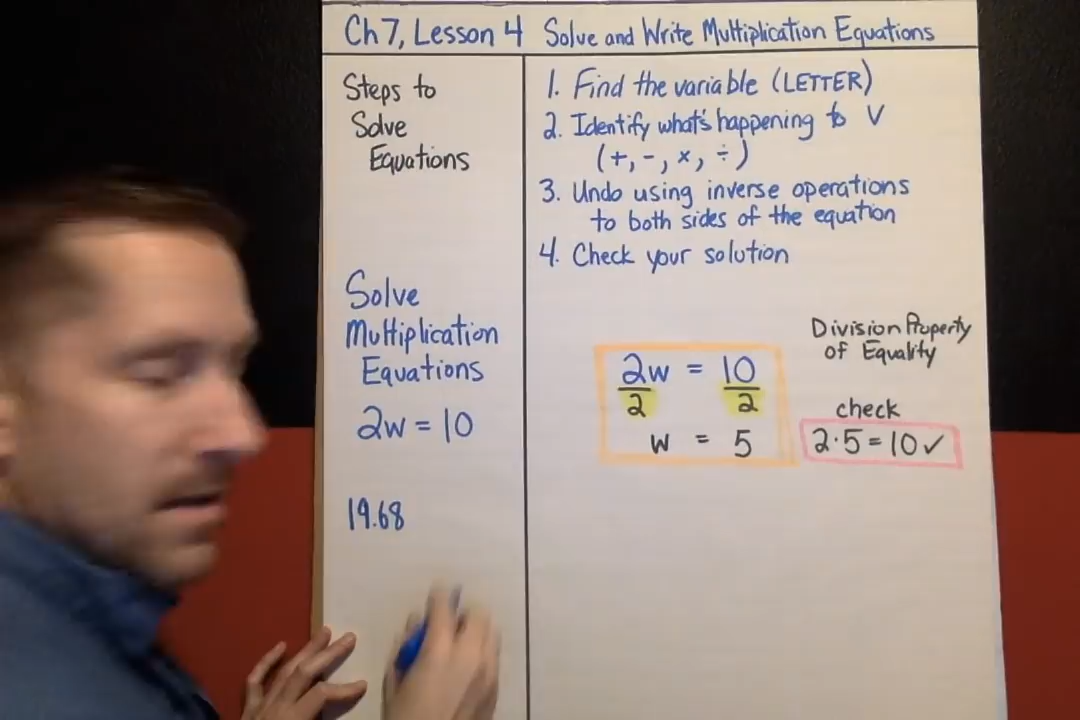 Ch 7, Lesson 4 Solve and Write Multiplication Equations
Steps to
Solve
Equations
1. Find the variable (LETTER)
2. Identify what's happening to V
(+, -, ×, ÷)
3. Undo using inverse operations
to both sides of the equation
4. Check your solution
Solve
Multiplication
Equations
2w = 10
19.68
2w = 10
2 2
w = 5
Division Property
of Equality
check
2·5=10✓